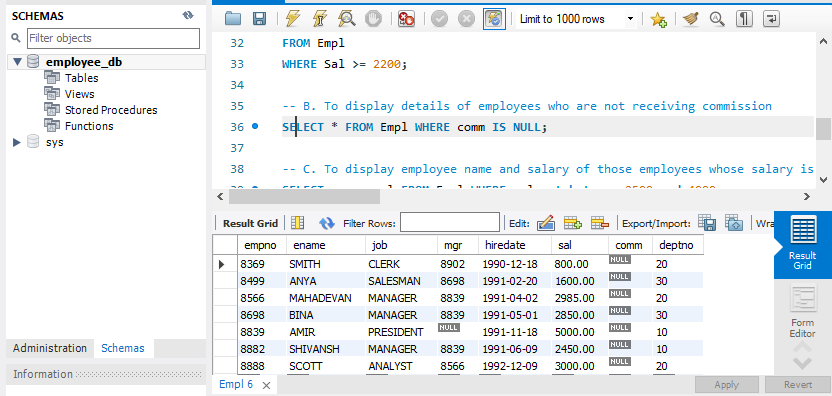 SCHEMAS
Filter objects
employee_db
Tables
Views
Stored Procedures
Functions
sys
Administration Schemas
Information
Limit to 1000 rows
32 FROM Empl
33 WHERE Sal >= 2200;
34
35 -- B. To display details of employees who are not receiving commission
36 SELECT * FROM Empl WHERE comm IS NULL;
37
38 -- C. To display employee name and salary of those employees whose salary is
Result Grid Filter Rows: Edit: Export/Import: Wra
empno ename job mgr hiredate sal comm deptno
8369 SMITH CLERK 8902 1990-12-18 800.00 NULL 20
8499 ANYA SALESMAN 8698 1991-02-20 1600.00 NULL 30
8566 MAHADEVAN MANAGER 8839 1991-04-02 2985.00 NULL 20
8698 BINA MANAGER 8839 1991-05-01 2850.00 NULL 30
8839 AMIR PRESIDENT NULL 1991-11-18 5000.00 NULL 10
8882 SHIVANSH MANAGER 8839 1991-06-09 2450.00 NULL 10
8888 SCOTT ANALYST 8566 1992-12-09 3000.00 NULL 20
Result
Grid
Form
Editor
Empl 6
Apply Revert